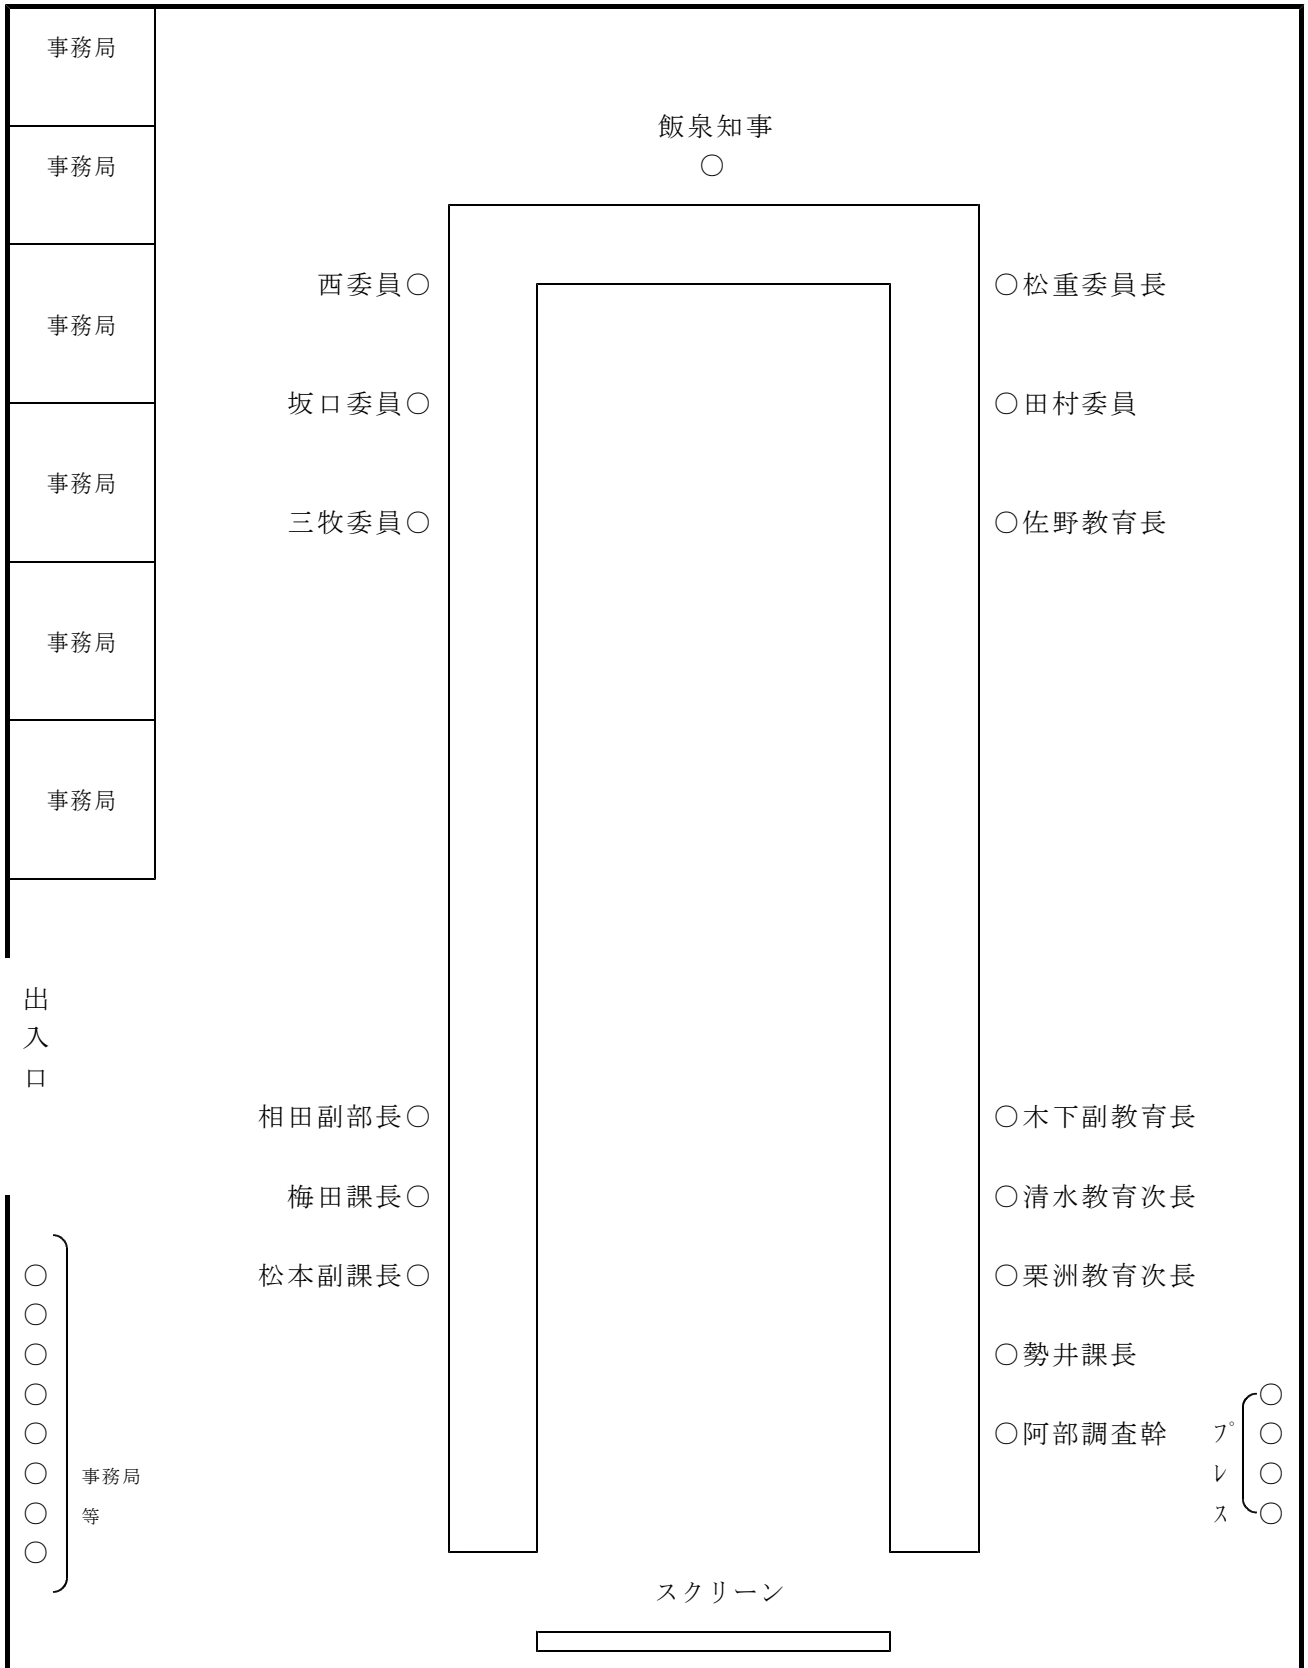 事務局
飯泉知事
○
事務局
西委員○
○松重委員長
事務局
坂口委員○
○田村委員
事務局
三牧委員○
○佐野教育長
事務局
事務局
出入口
相田副部長○
○木下副教育長
梅田課長○
○清水教育次長
松本副課長○
○栗洲教育次長
○勢井課長
○阿部調査幹
プレス
○
○
○
○
○
○
○
○
○
○
○
○
事務局
等
スクリーン